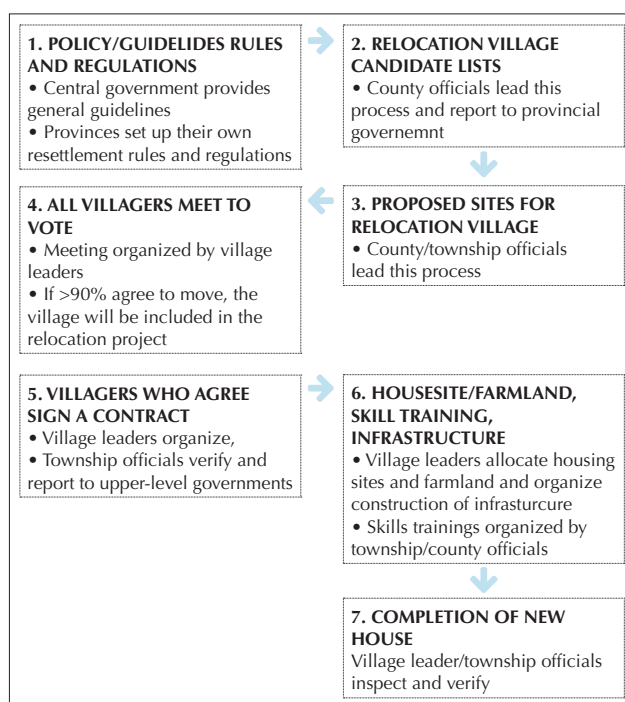 1. POLICY/GUIDELIDES RULES
AND REGULATIONS
• Central government provides
general guidelines
• Provinces set up their own
resettlement rules and regulations
2. RELOCATION VILLAGE
CANDIDATE LISTS
• County officials lead this
process and report to provincial
governemnt
3. PROPOSED SITES FOR
RELOCATION VILLAGE
• County/township officials
lead this process
4. ALL VILLAGERS MEET TO
VOTE
• Meeting organized by village
leaders
• If >90% agree to move, the
village will be included in the
relocation project
5. VILLAGERS WHO AGREE
SIGN A CONTRACT
• Village leaders organize,
• Township officials verify and
report to upper-level governments
6. HOUSESITE/FARMLAND,
SKILL TRAINING,
INFRASTRUCTURE
• Village leaders allocate housing
sites and farmland and organize
construction of infrasturcure
• Skills trainings organized by
township/county officials
7. COMPLETION OF NEW
HOUSE
Village leader/township officials
inspect and verify